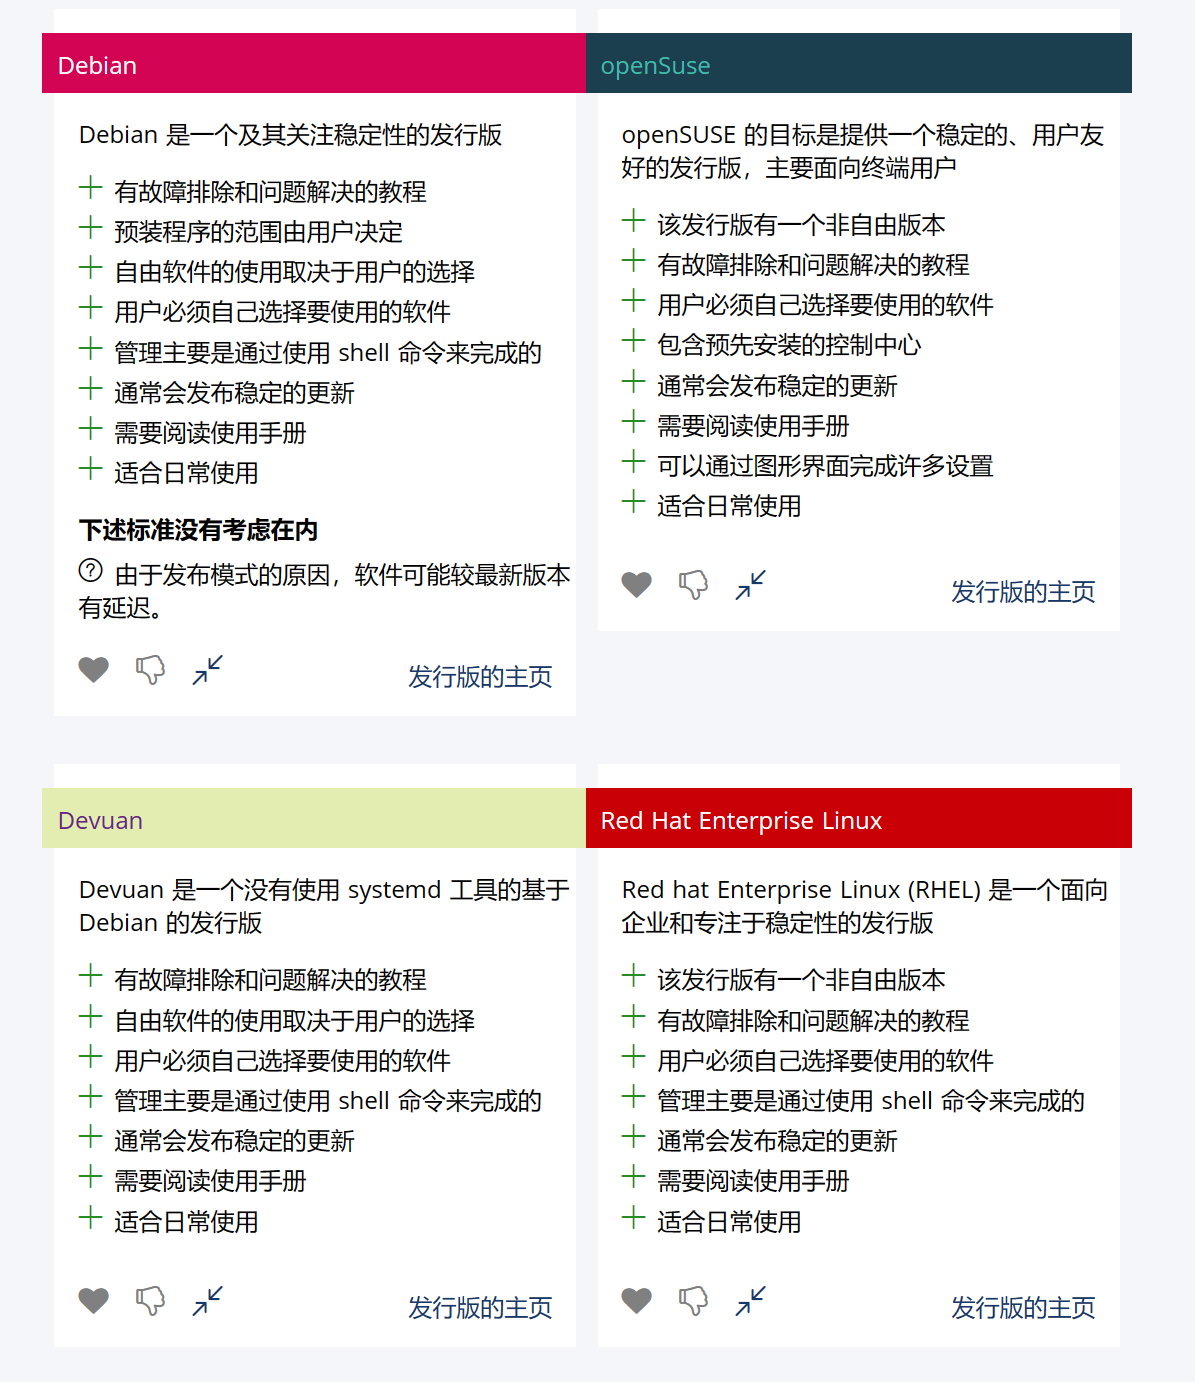 Debian
Debian 是一个及其关注稳定性的发行版
有故障排除和问题解决的教程
预装程序的范围由用户决定
自由软件的使用取决于用户的选择
用户必须自己选择要使用的软件
管理主要是通过使用 shell 命令来完成的
通常会发布稳定的更新
需要阅读使用手册
适合日常使用
下述标准没有考虑在内
由于发布模式的原因，软件可能较最新版本
有延迟。
发行版的主页
openSuse
openSUSE 的目标是提供一个稳定的、用户友
好的发行版，主要面向终端用户
该发行版有一个非自由版本
有故障排除和问题解决的教程
用户必须自己选择要使用的软件
包含预先安装的控制中心
通常会发布稳定的更新
需要阅读使用手册
可以通过图形界面完成许多设置
适合日常使用
发行版的主页
Devuan
Devuan 是一个没有使用 systemd 工具的基于
Debian 的发行版
有故障排除和问题解决的教程
自由软件的使用取决于用户的选择
用户必须自己选择要使用的软件
管理主要是通过使用 shell 命令来完成的
通常会发布稳定的更新
需要阅读使用手册
适合日常使用
发行版的主页
Red Hat Enterprise Linux
Red hat Enterprise Linux (RHEL) 是一个面向
企业和专注于稳定性的发行版
该发行版有一个非自由版本
有故障排除和问题解决的教程
用户必须自己选择要使用的软件
管理主要是通过使用 shell 命令来完成的
通常会发布稳定的更新
需要阅读使用手册
适合日常使用
发行版的主页